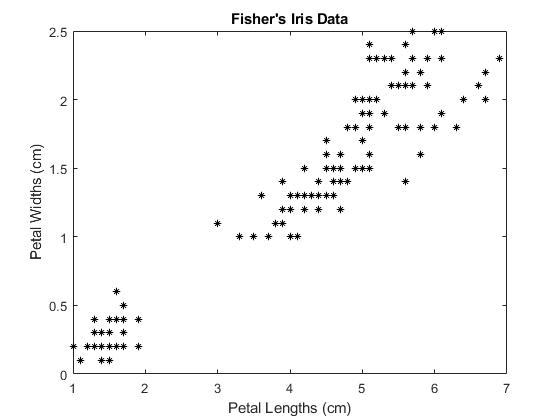 Fisher's Iris Data
2.5
2
1.5
1
0.5
0
Petal Widths (cm)
1 2 3 4 5 6 7
Petal Lengths (cm)